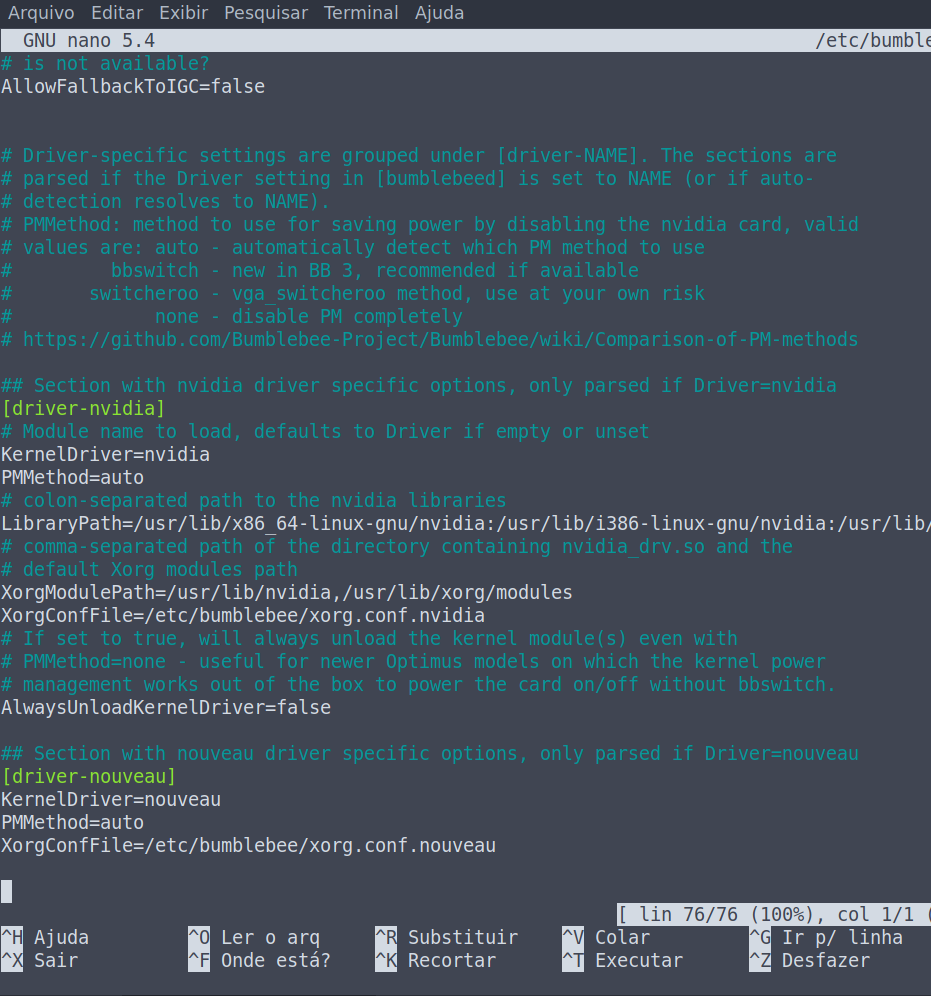 Arquivo Editar Exibir Pesquisar Terminal Ajuda
GNU nano 5.4 /etc/bumble
# is not available?
AllowFallbackToIGC=false
# Driver-specific settings are grouped under [driver-NAME]. The sections are
# parsed if the Driver setting in [bumblebeed] is set to NAME (or if auto-
# detection resolves to NAME).
# PMMethod: method to use for saving power by disabling the nvidia card, valid
# values are: auto - automatically detect which PM method to use
#         bbswitch - new in BB 3, recommended if available
#       switcheroo - vga_switcheroo method, use at your own risk
#             none - disable PM completely
# https://github.com/Bumblebee-Project/Bumblebee/wiki/Comparison-of-PM-methods
## Section with nvidia driver specific options, only parsed if Driver=nvidia
[driver-nvidia]
# Module name to load, defaults to Driver if empty or unset
KernelDriver=nvidia
PMMethod=auto
# colon-separated path to the nvidia libraries
LibraryPath=/usr/lib/x86_64-linux-gnu/nvidia:/usr/lib/i386-linux-gnu/nvidia:/usr/lib/
# comma-separated path of the directory containing nvidia_drv.so and the
# default Xorg modules path
XorgModulePath=/usr/lib/nvidia,/usr/lib/xorg/modules
XorgConfFile=/etc/bumblebee/xorg.conf.nvidia
# If set to true, will always unload the kernel module(s) even with
# PMMethod=none - useful for newer Optimus models on which the kernel power
# management works out of the box to power the card on/off without bbswitch.
AlwaysUnloadKernelDriver=false
## Section with nouveau driver specific options, only parsed if Driver=nouveau
[driver-nouveau]
KernelDriver=nouveau
PMMethod=auto
XorgConfFile=/etc/bumblebee/xorg.conf.nouveau
[ lin 76/76 (100%), col 1/1 (
^H Ajuda ^O Ler o arq ^R Substituir ^V Colar ^G Ir p/ linha
^X Sair ^F Onde está? ^K Recortar ^T Executar ^Z Desfazer